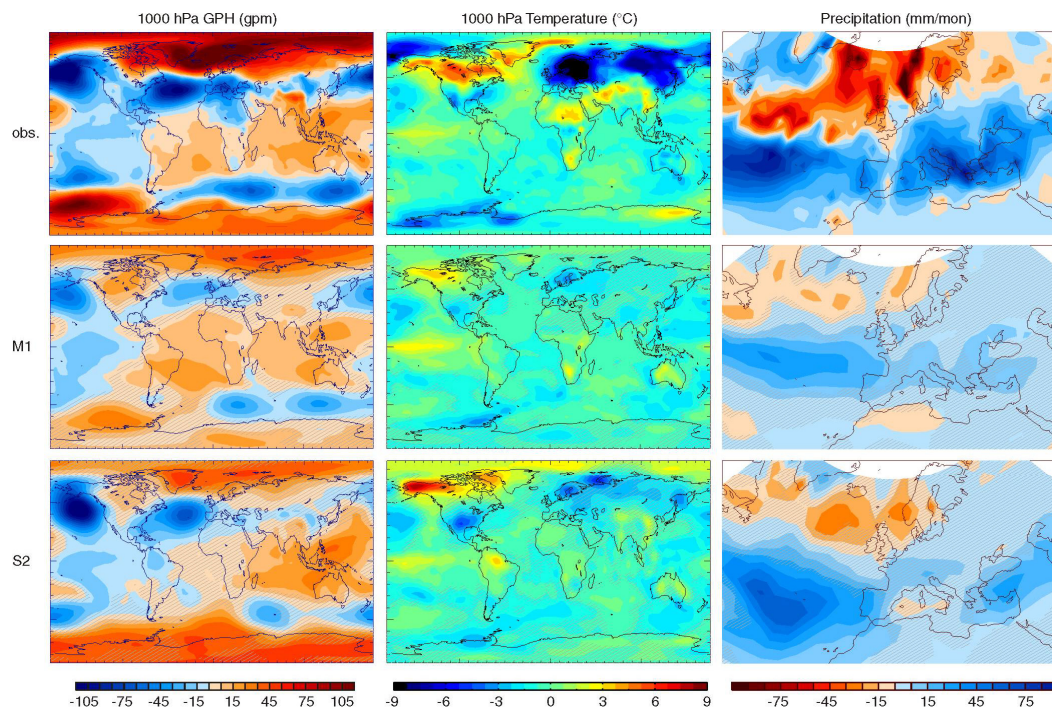 1000 hPa GPH (gpm) 1000 hPa Temperature (°C) Precipitation (mm/mon)
obs.
M1
S2
-105 -75 -45 -15 15 45 75 105 -9 -6 -3 0 3 6 9 -75 -45 -15 15 45 75